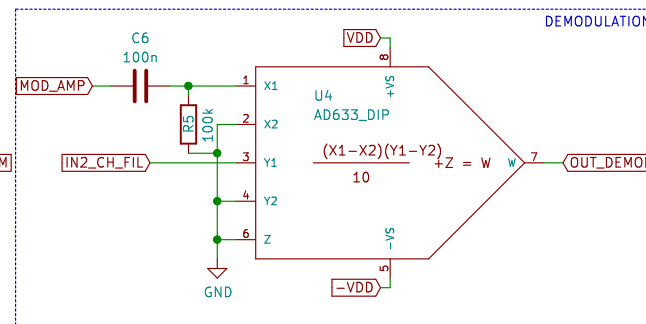 DEMODULATION
C6
100n
VDD
8
+VS
MOD_AMP
1
X1
R5
100k
U4
AD633_DIP
2
X2
(X1-X2)(Y1-Y2)
10
+Z = W
IN2_CH_FIL
3
Y1
W
7
OUT_DEMO
M
4
Y2
6
Z
-VS
5
-VDD
GND